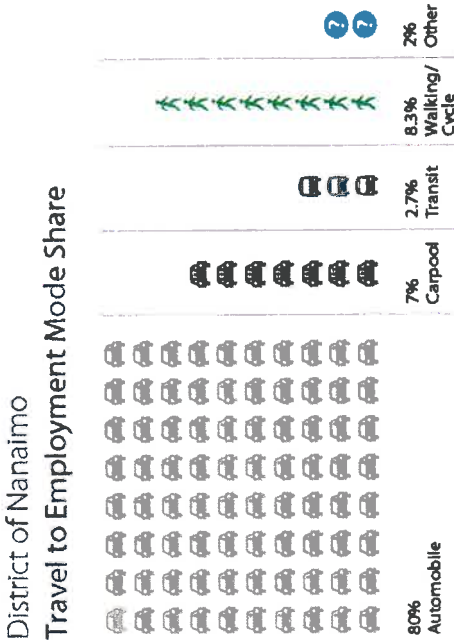 District of Nanaimo
Travel to Employment Mode Share
80%
Automobile
7%
Carpool
2.7%
Transit
8.3%
Walking/
Cycle
? ?
2%
Other